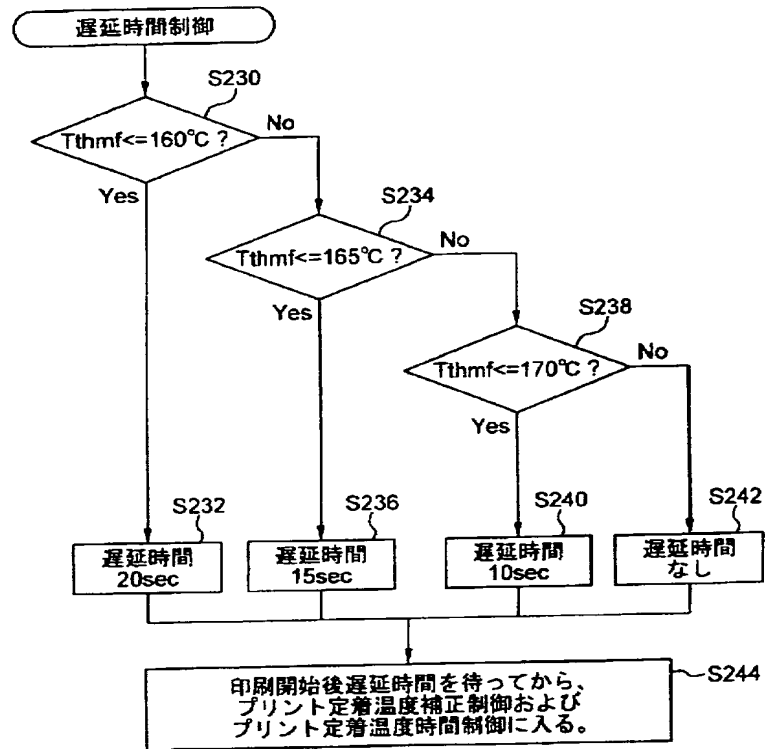 遅延時間制御
S230
Tthmf<=160℃ ?
No
Yes
S234
Tthmf<=165℃ ?
No
Yes
S238
Tthmf<=170℃ ?
No
Yes
S232
遅延時間
20sec
S236
遅延時間
15sec
S240
遅延時間
10sec
S242
遅延時間
なし
S244
印刷開始後遅延時間を待ってから、
プリント定着温度補正制御および
プリント定着温度時間制御に入る。